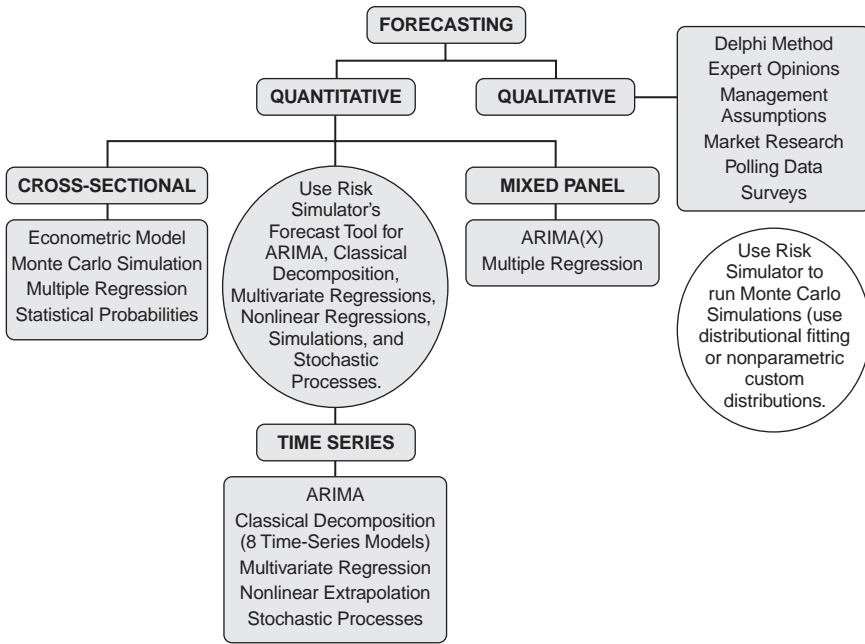 FORECASTING
QUANTITATIVE
QUALITATIVE
Delphi Method
Expert Opinions
Management
Assumptions
Market Research
Polling Data
Surveys
CROSS-SECTIONAL
Econometric Model
Monte Carlo Simulation
Multiple Regression
Statistical Probabilities
Use Risk
Simulator's
Forecast Tool for
ARIMA, Classical
Decomposition,
Multivariate Regressions,
Nonlinear Regressions,
Simulations, and
Stochastic
Processes.
MIXED PANEL
ARIMA(X)
Multiple Regression
Use Risk
Simulator to
run Monte Carlo
Simulations (use
distributional fitting
or nonparametric
custom
distributions.
TIME SERIES
ARIMA
Classical Decomposition
(8 Time-Series Models)
Multivariate Regression
Nonlinear Extrapolation
Stochastic Processes